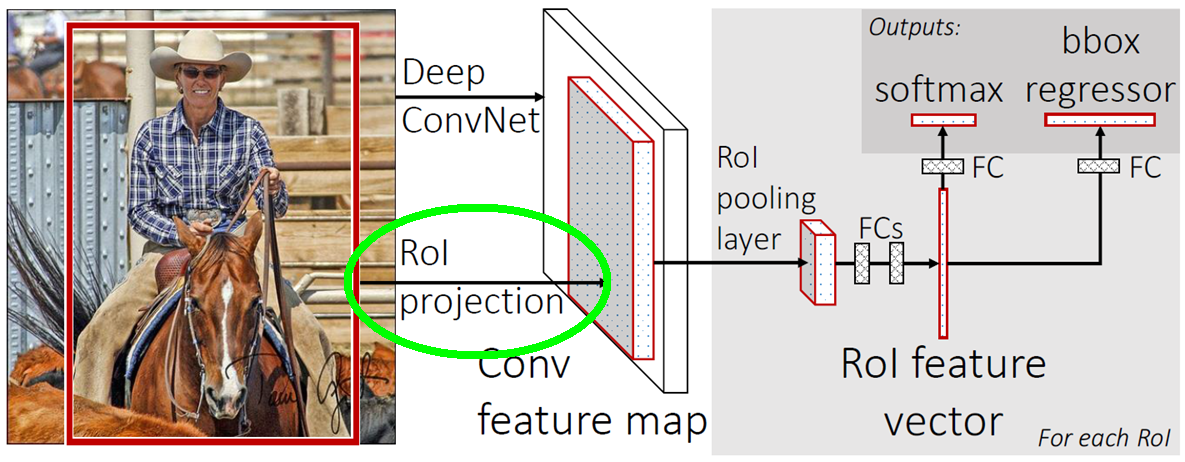 Deep
ConvNet
RoI
projection
Conv
feature map
RoI
pooling
layer
FCs
Outputs:
softmax
bbox
regressor
FC
FC
RoI feature
vector
For each RoI